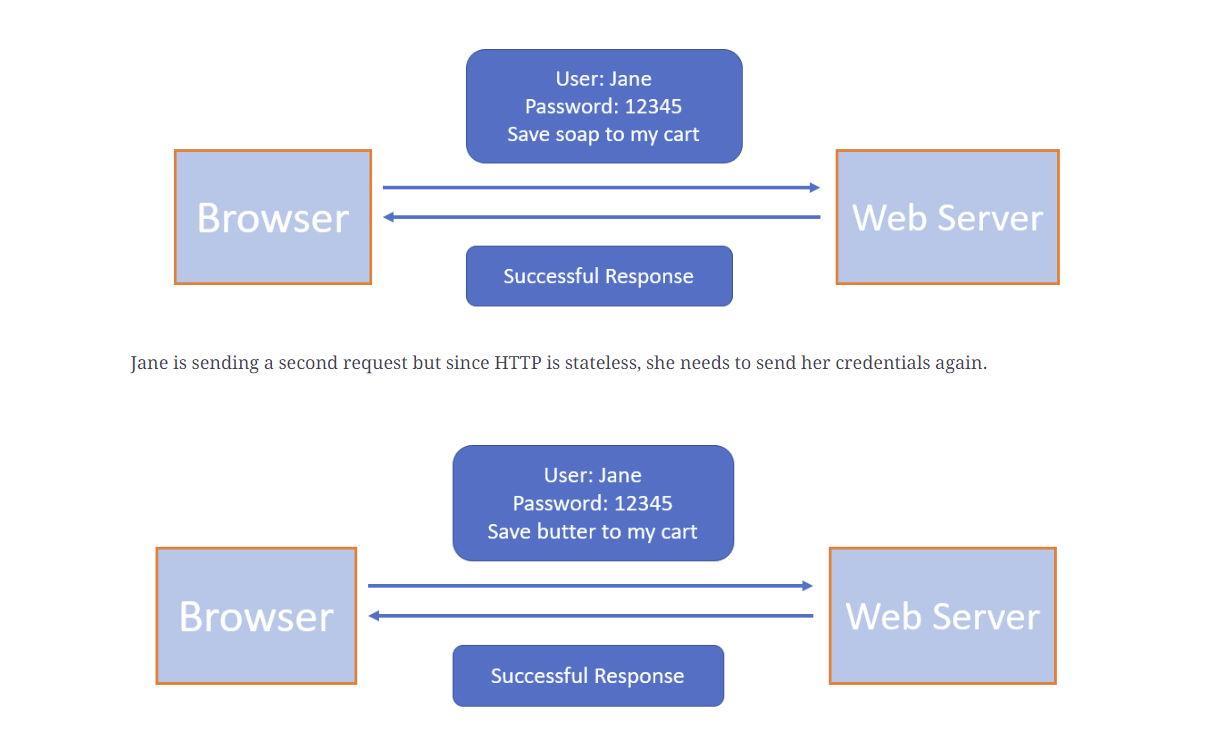 User: Jane
Password: 12345
Save soap to my cart
Browser
Web Server
Successful Response
Jane is sending a second request but since HTTP is stateless, she needs to send her credentials again.
User: Jane
Password: 12345
Save butter to my cart
Browser
Web Server
Successful Response